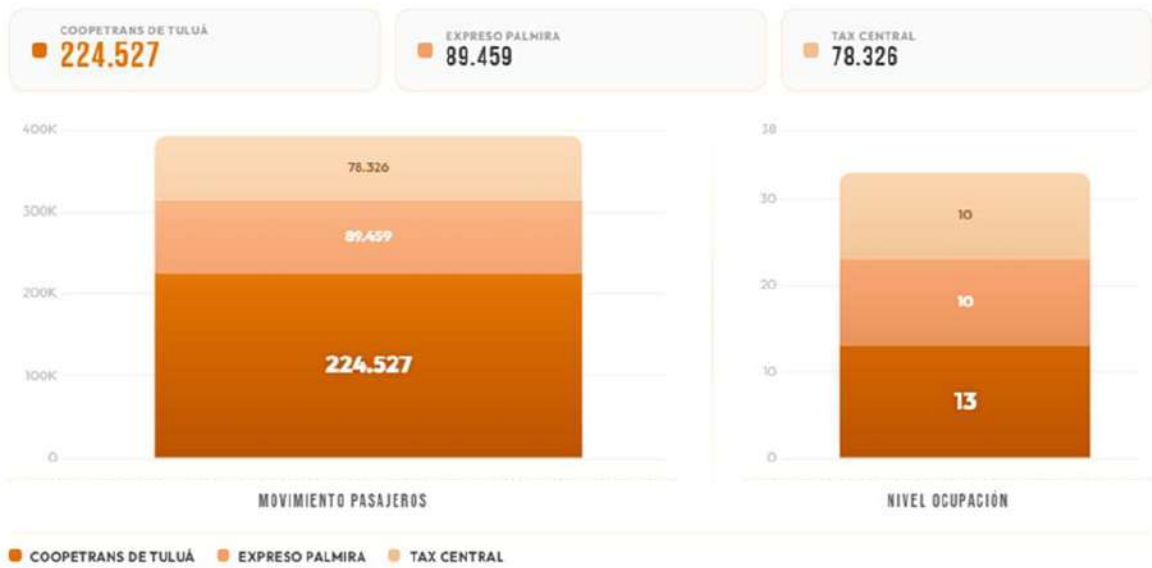 COOPETRANS DE TULUÁ
224.527
EXPRESO PALMIRA
89.459
TAX CENTRAL
78.326
400K
300K
200K
100K
0
78.326
89.459
224.527
MOVIMIENTO PASAJEROS
38
30
20
10
0
10
10
13
NIVEL OCUPACIÓN
COOPETRANS DE TULUÁ EXPRESO PALMIRA TAX CENTRAL